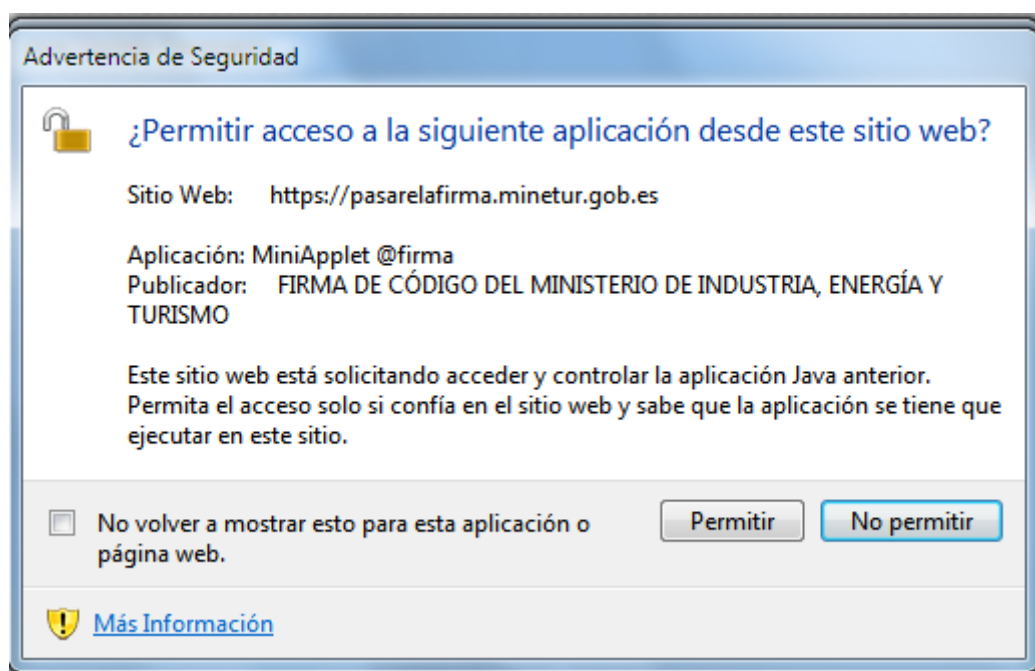 Advertencia de Seguridad
¿Permitir acceso a la siguiente aplicación desde este sitio web?
Sitio Web: https://pasarelafirma.minetur.gob.es
Aplicación: MiniApplet @firma
Publicador: FIRMA DE CÓDIGO DEL MINISTERIO DE INDUSTRIA, ENERGÍA Y
TURISMO
Este sitio web está solicitando acceder y controlar la aplicación Java anterior.
Permita el acceso solo si confía en el sitio web y sabe que la aplicación se tiene que
ejecutar en este sitio.
No volver a mostrar esto para esta aplicación o
página web.
Permitir
No permitir
Más Información